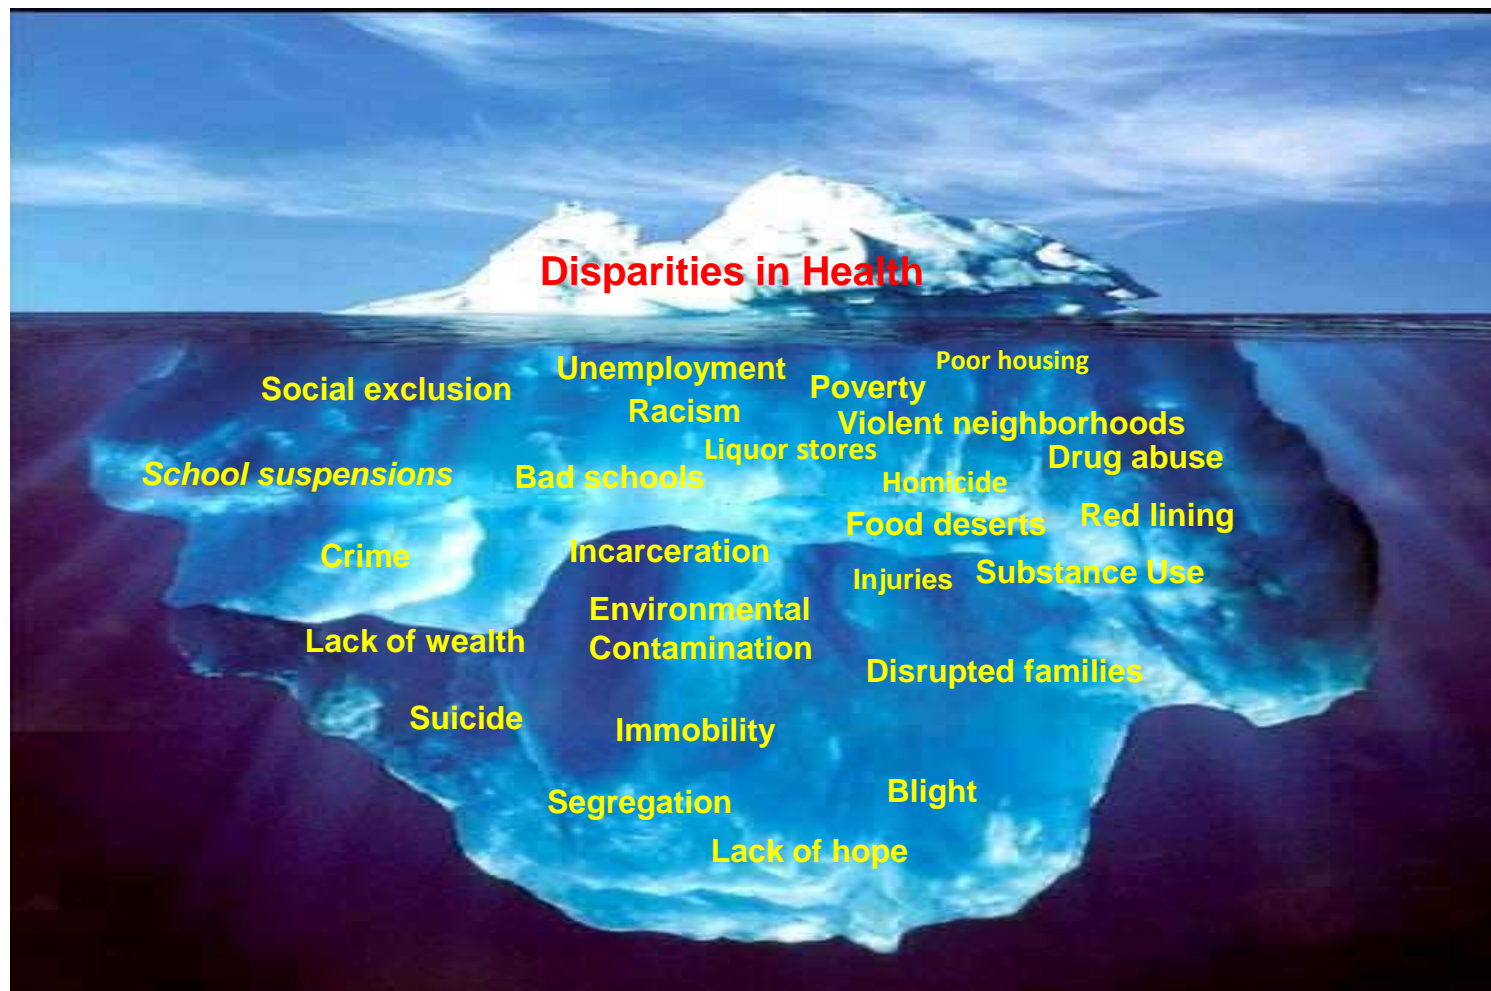 Disparities in Health
Poor housing
Unemployment
Social exclusion
Poverty
Racism
Violent neighborhoods
Liquor stores
Drug abuse
School suspensions
Bad schools
Homicide
Red lining
Food deserts
Crime
Incarceration
Injuries
Substance Use
Environmental
Contamination
Lack of wealth
Disrupted families
Suicide
Immobility
Blight
Segregation
Lack of hope